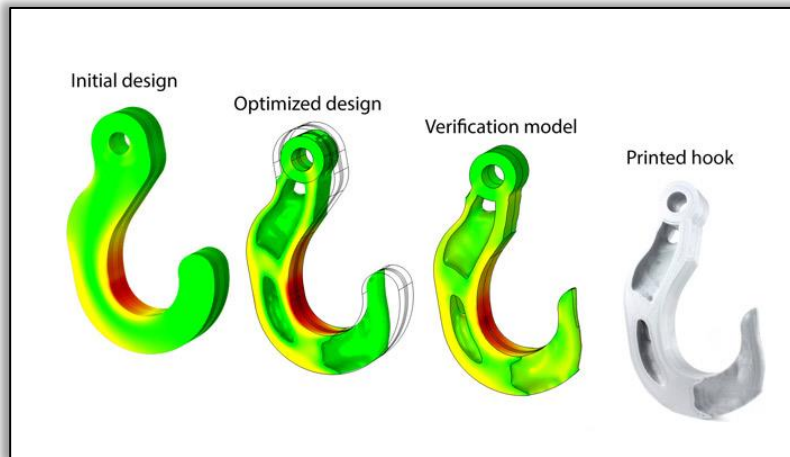 Initial design
Optimized design
Verification model
Printed hook